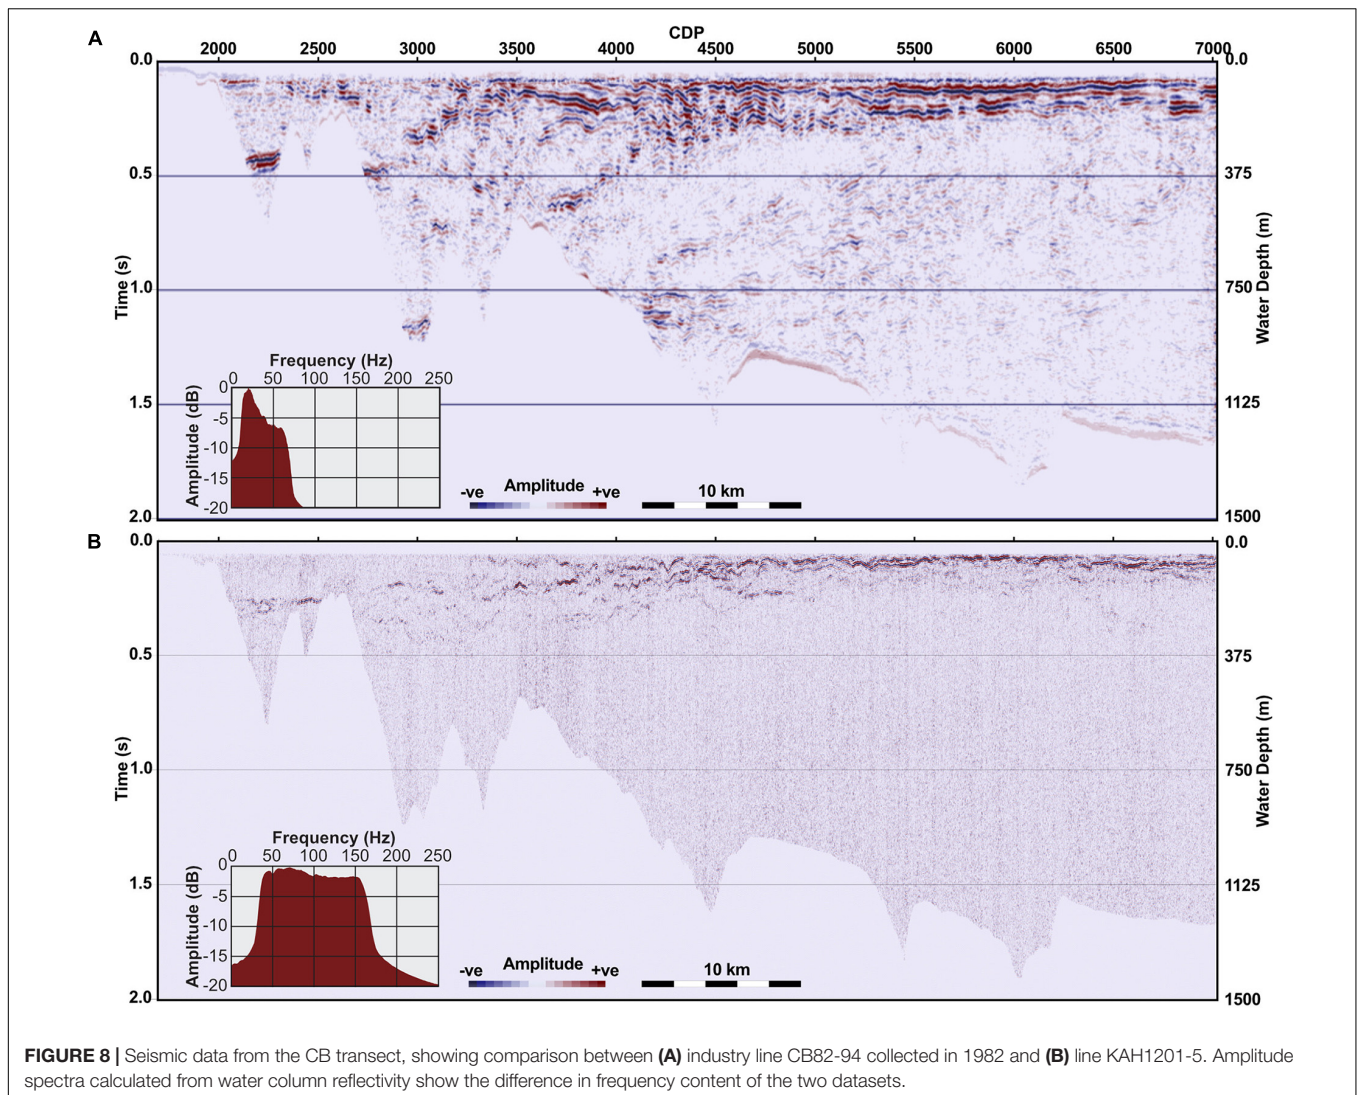 A
CDP
2000 2500 3000 3500 4000 4500 5000 5500 6000 6500 7000
0.0 0.0
0.5 375
1.0 750
1.5 1125
2.0 1500
Time (s)
Water Depth (m)
Frequency (Hz)
0 50 100 150 200 250
Amplitude (dB)
0
-5
-10
-15
-20
Amplitude
-ve +ve
10 km
B
0.0 0.0
0.5 375
1.0 750
1.5 1125
2.0 1500
Time (s)
Water Depth (m)
Frequency (Hz)
0 50 100 150 200 250
Amplitude (dB)
0
-5
-10
-15
-20
Amplitude
-ve +ve
10 km
FIGURE 8 | Seismic data from the CB transect, showing comparison between (A) industry line CB82-94 collected in 1982 and (B) line KAH1201-5. Amplitude
spectra calculated from water column reflectivity show the difference in frequency content of the two datasets.